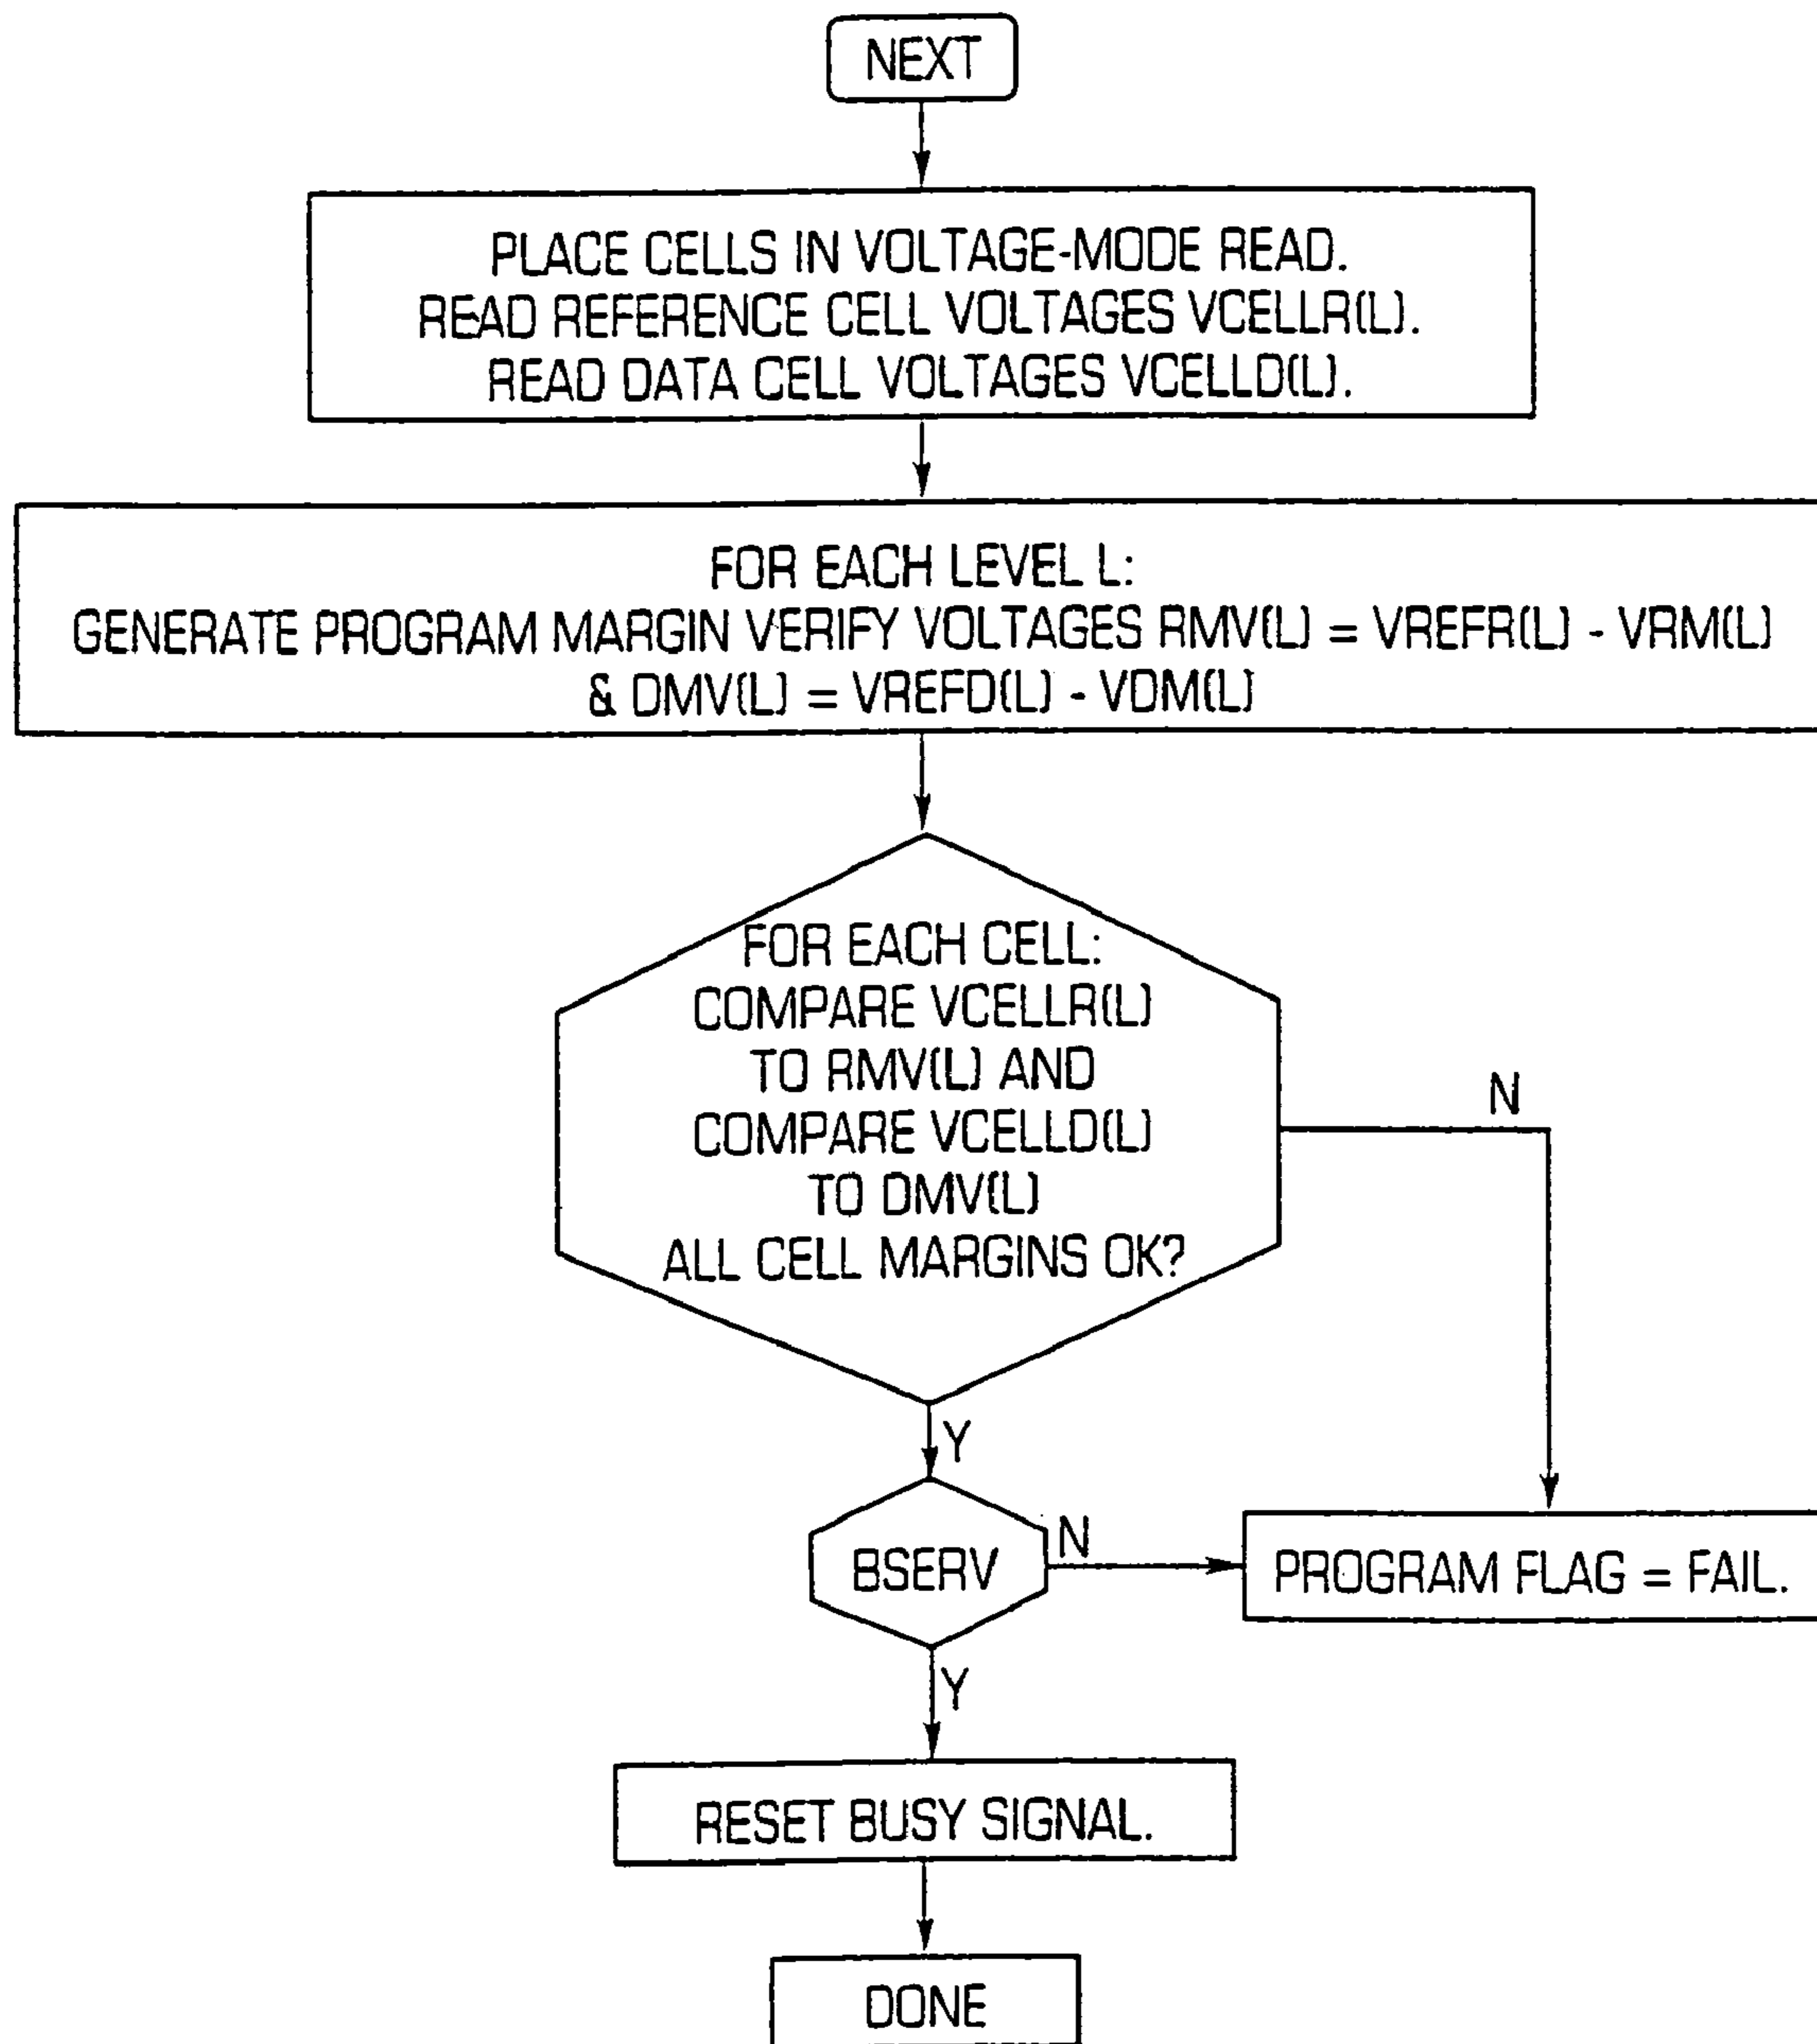 NEXT
PLACE CELLS IN VOLTAGE-MODE READ.
READ REFERENCE CELL VOLTAGES VCELLR(L).
READ DATA CELL VOLTAGES VCELLD(L).
FOR EACH LEVEL L:
GENERATE PROGRAM MARGIN VERIFY VOLTAGES RMV(L) = VREFR(L) - VRM(L)
& DMV(L) = VREFD(L) - VDM(L)
FOR EACH CELL:
COMPARE VCELLR(L)
TO RMV(L) AND
COMPARE VCELLD(L)
TO DMV(L)
ALL CELL MARGINS OK?
N
Y
BSERV
N
PROGRAM FLAG = FAIL.
Y
RESET BUSY SIGNAL.
DONE